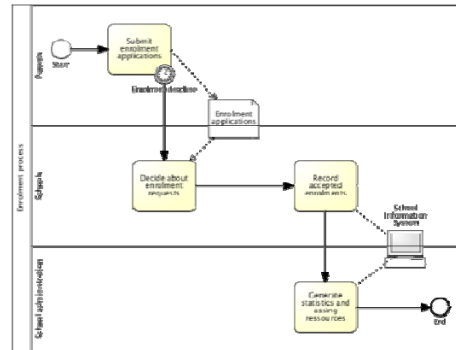 Enrolment process
Parents
Start
Submit
enrolment
applications
Enrolment deadline
Enrolment
applications
Schools
Decide about
enrolment
requests
Record
accepted
enrolments
School
Information
System
School administration
Generate
statistics and
ressources
End